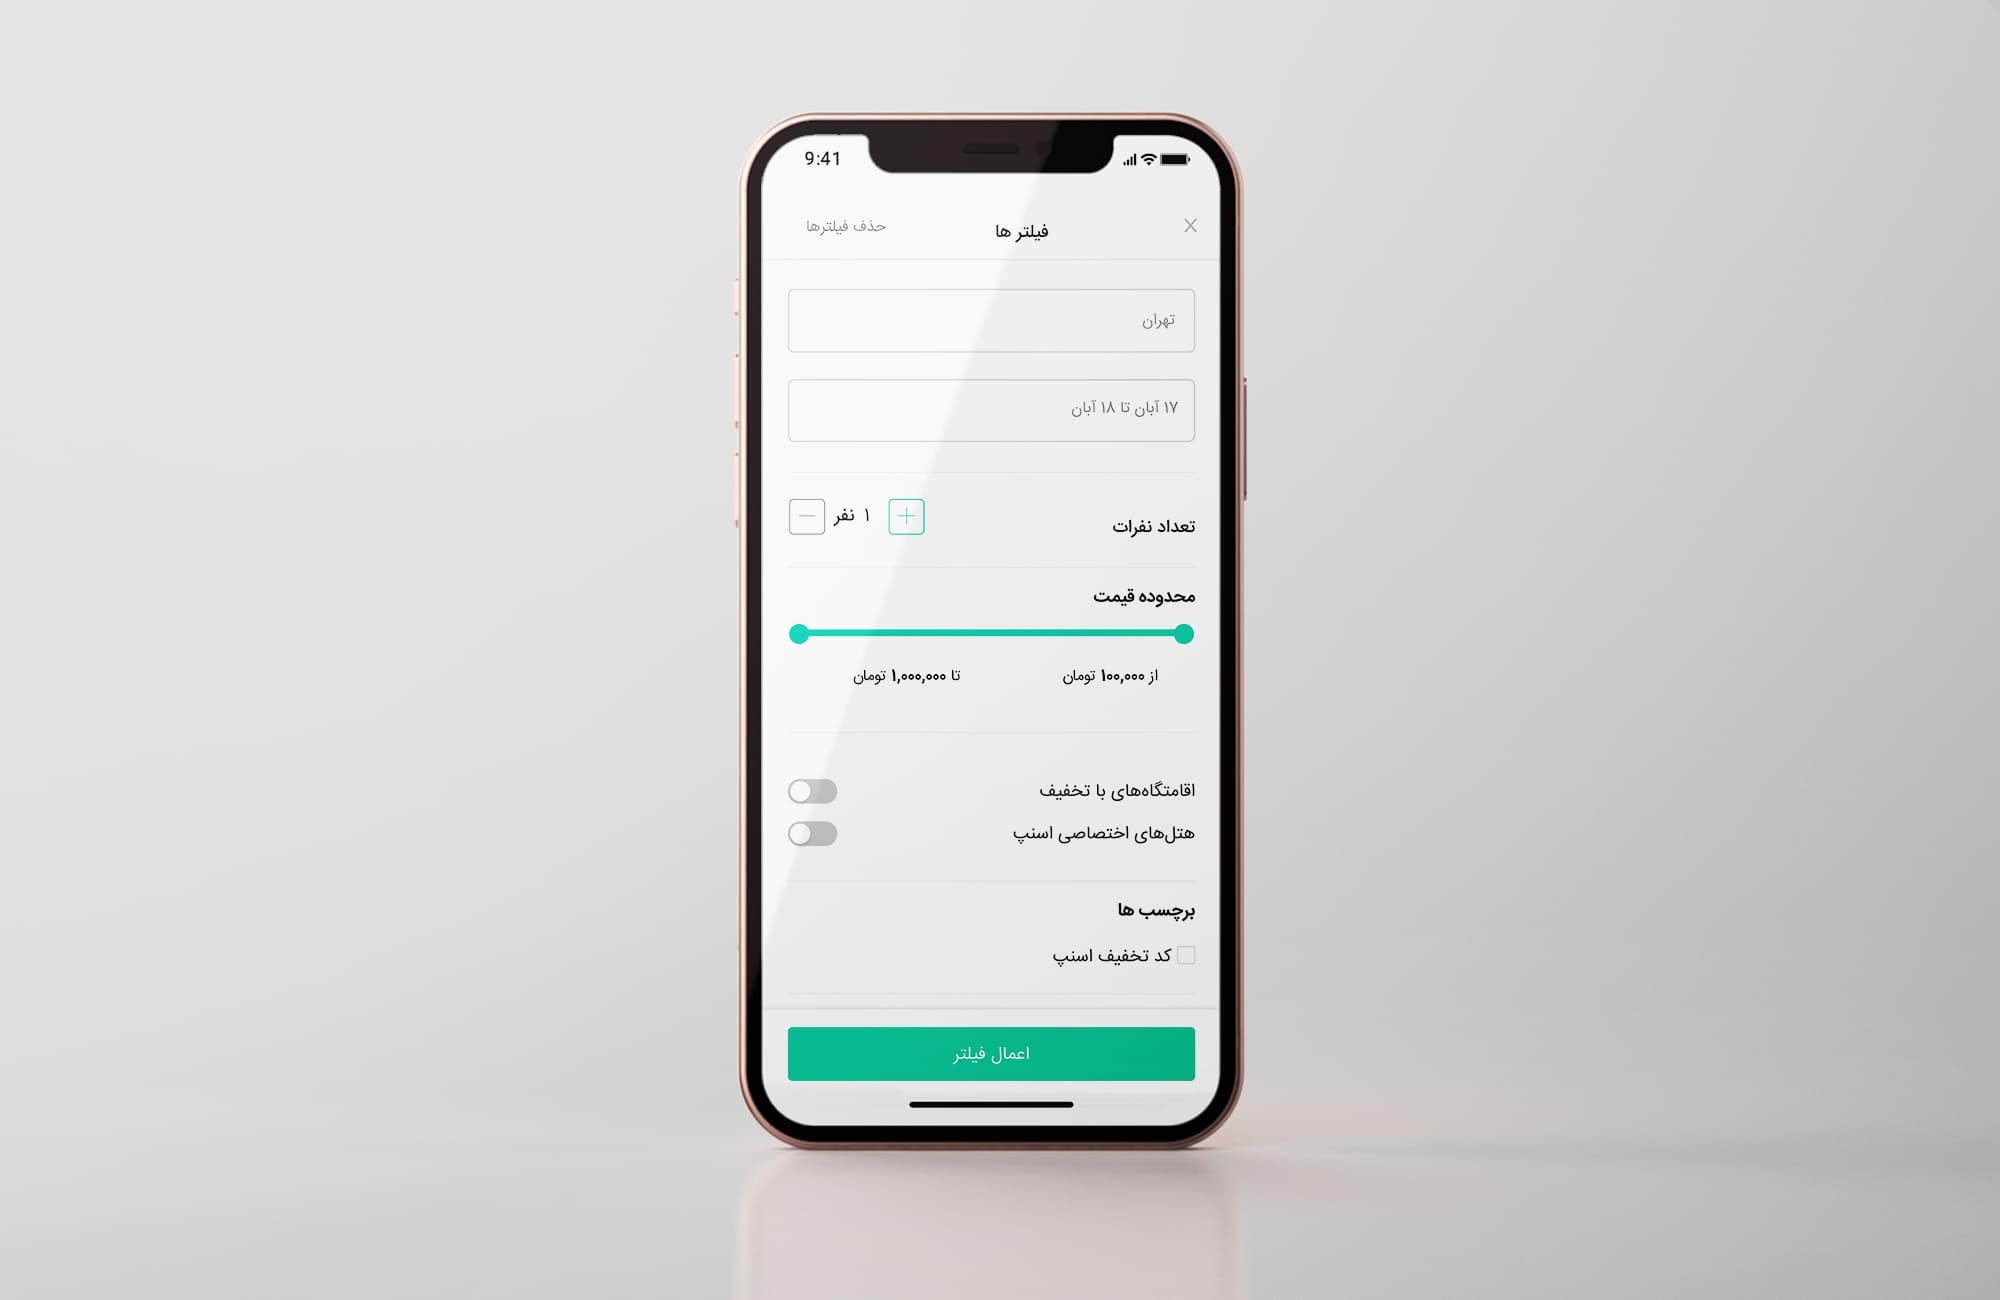 9:41
فیلتر ها
حذف فیلترها
تهران
۱۷ آبان تا ۱۸ آبان
تعداد نفرات
۱ نفر
محدوده قیمت
از ۱۰۰,۰۰۰ تومان
تا ۱,۰۰۰,۰۰۰ تومان
اقامتگاه‌های با تخفیف
هتل‌های اختصاصی اسنپ
برچسب ها
کد تخفیف اسنپ
اعمال فیلتر